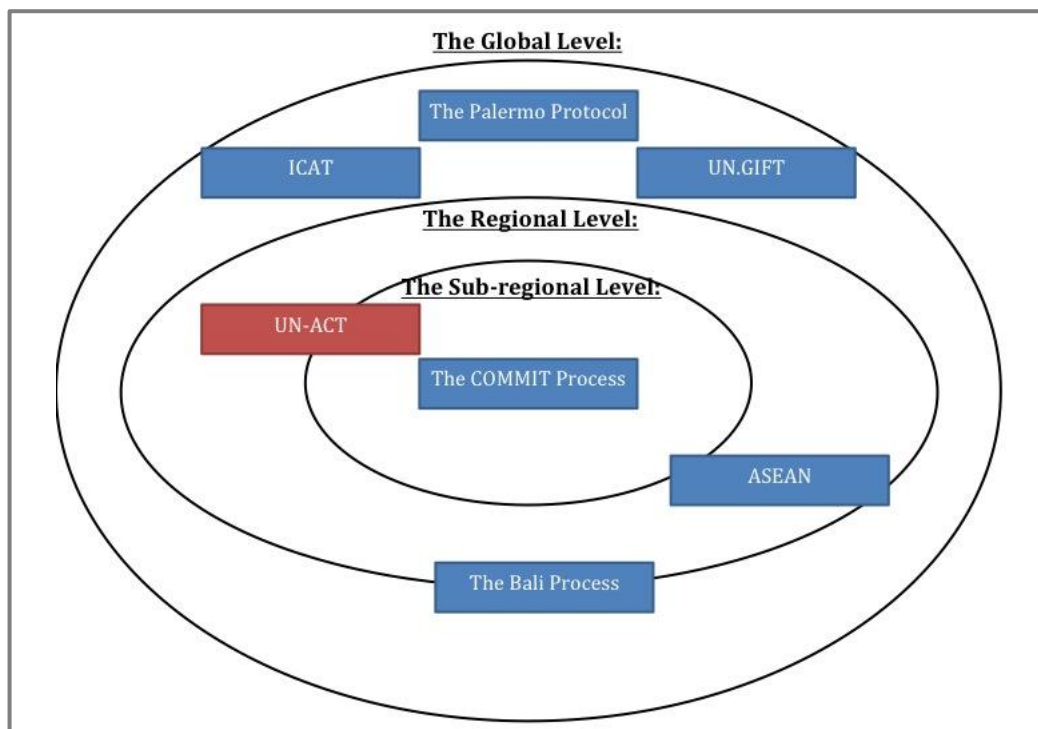 The Global Level:
The Palermo Protocol
ICAT
UN.GIFT
The Regional Level:
The Sub-regional Level:
UN-ACT
The COMMIT Process
ASEAN
The Bali Process